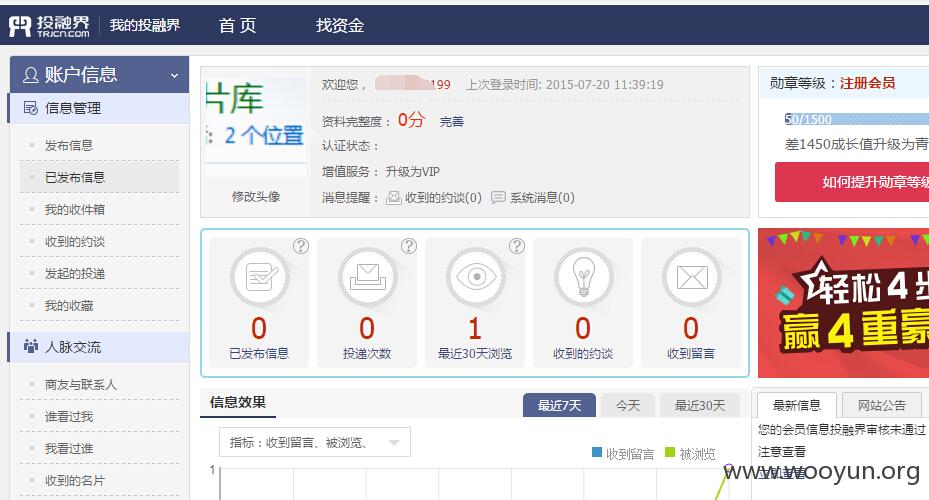 投融界
TRJCN.COM
我的投融界
首 页
找资金
账户信息
信息管理
发布信息
已发布信息
我的收件箱
收到的约谈
发起的投递
我的收藏
人脉交流
商友与联系人
谁看过我
我看过谁
收到的名片
片库
2 个位置
修改头像
欢迎您， 199 上次登录时间: 2015-07-20 11:39:19
资料完整度： 0分 完善
认证状态：
增值服务： 升级为VIP
消息提醒： 收到的约谈(0) 系统消息(0)
勋章等级：注册会员
50/1500
差1450成长值升级为青
如何提升勋章等级
? ? ?
0 0 1 0 0
已发布信息 投递次数 最近30天浏览 收到的约谈 收到留言
轻松4步
赢4重豪
信息效果
最近7天 今天 最近30天
指标：收到留言、被浏览、
收到留言 被浏览
1
最新信息 网站公告
您的会员信息投融界审核未通过
注意查看
www.wooyun.org